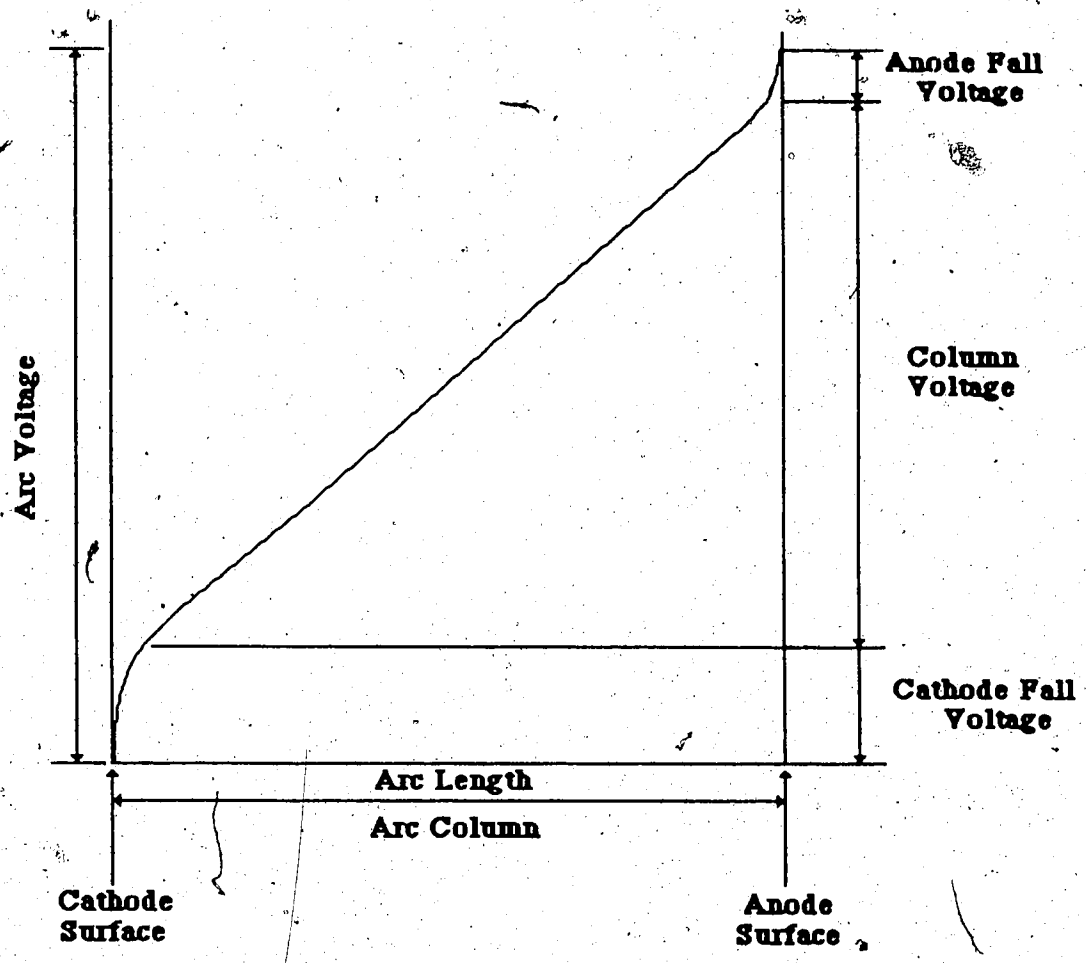 Anode Fall
Voltage
Arc Voltage
Column
Voltage
Cathode Fall
Voltage
Arc Length
Arc Column
Cathode
Surface
Anode
Surface